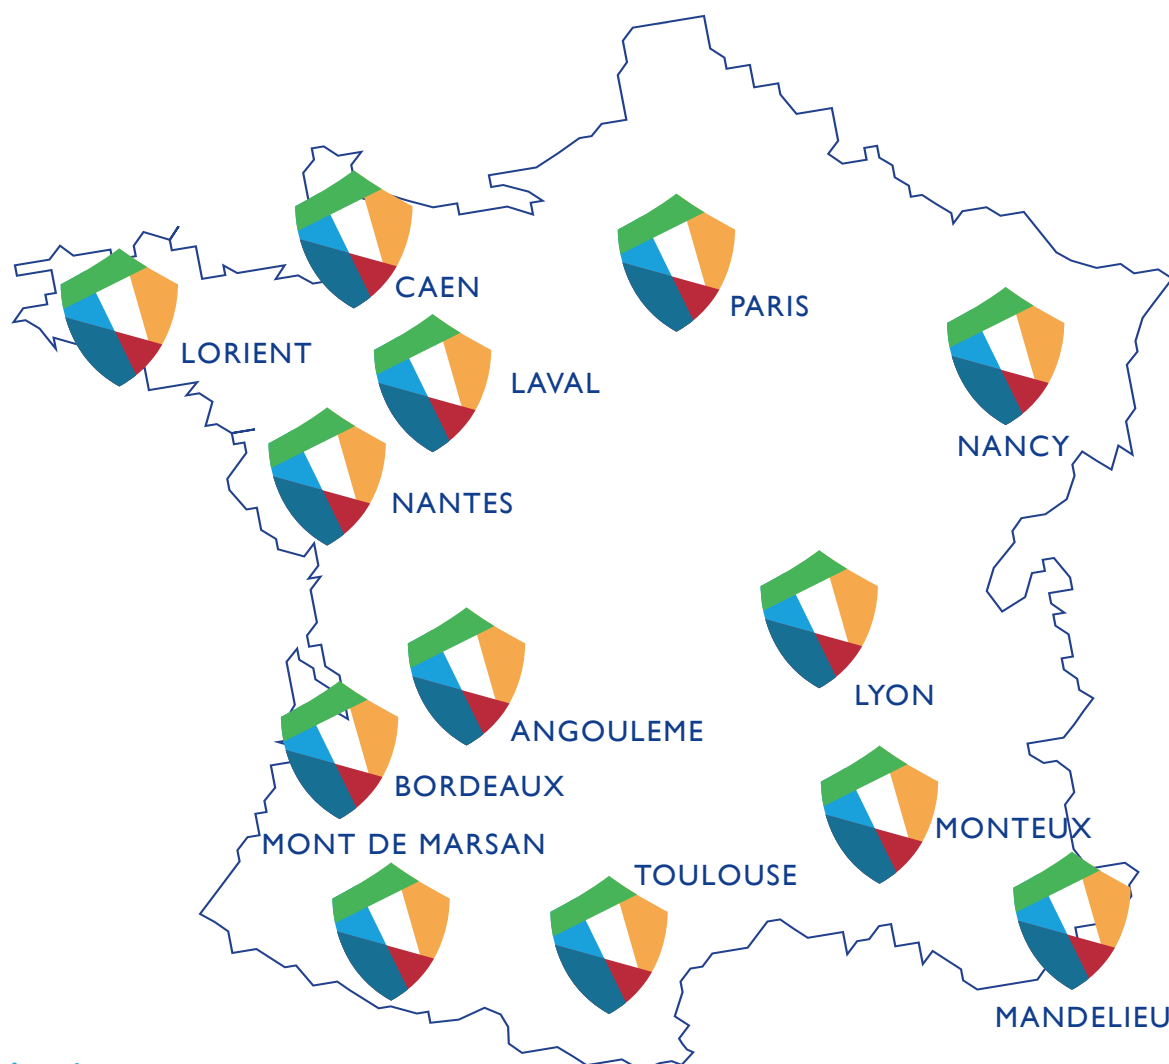 CAEN
PARIS
LORIENT
LAVAL
NANCY
NANTES
LYON
ANGOULEME
BORDEAUX
MONTEUX
MONT DE MARSAN
TOULOUSE
MANDELIEU